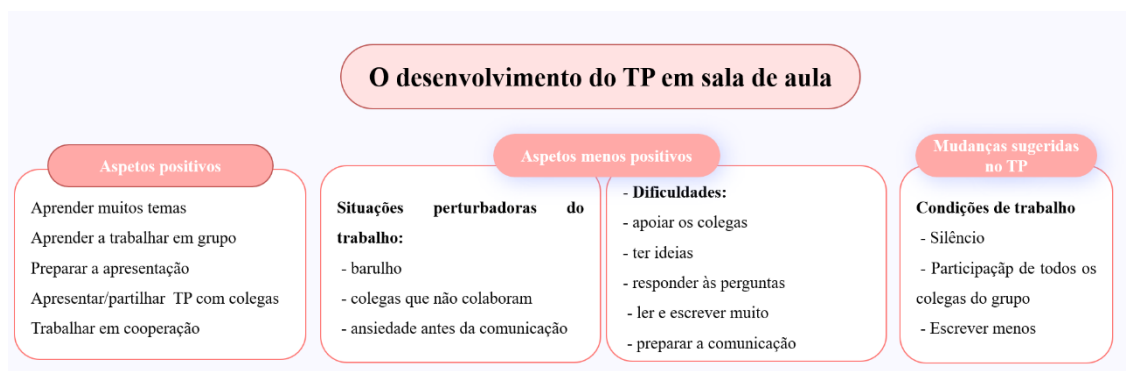 O desenvolvimento do TP em sala de aula
Aspetos positivos
Aprender muitos temas
Aprender a trabalhar em grupo
Preparar a apresentação
Apresentar/partilhar TP com colegas
Trabalhar em cooperação
Aspetos menos positivos
Situações perturbadoras do
trabalho:
- barulho
- colegas que não colaboram
- ansiedade antes da comunicação
- Dificuldades:
- apoiar os colegas
- ter ideias
- responder às perguntas
- ler e escrever muito
- preparar a comunicação
Mudanças sugeridas
no TP
Condições de trabalho
- Silêncio
- Participaçãp de todos os
colegas do grupo
- Escrever menos